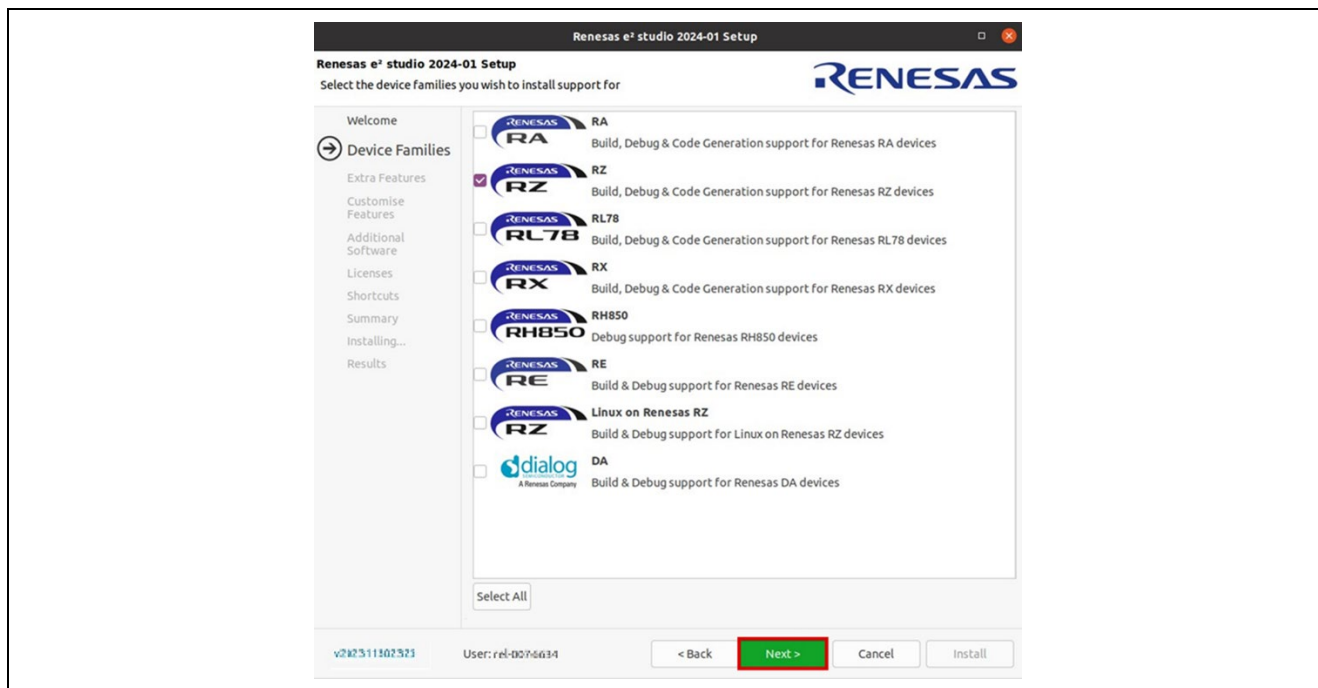 Renesas e² studio 2024-01 Setup
Renesas e² studio 2024-01 Setup
Select the device families you wish to install support for
RENESAS
Welcome
Device Families
Extra Features
Customise
Features
Additional
Software
Licenses
Shortcuts
Summary
Installing...
Results
RENESAS
RA
RA
Build, Debug & Code Generation support for Renesas RA devices
RENESAS
RZ
RZ
Build, Debug & Code Generation support for Renesas RZ devices
RENESAS
RL78
RL78
Build, Debug & Code Generation support for Renesas RL78 devices
RENESAS
RX
RX
Build, Debug & Code Generation support for Renesas RX devices
RENESAS
RH850
RH850
Debug support for Renesas RH850 devices
RENESAS
RE
RE
Build & Debug support for Renesas RE devices
RENESAS
RZ
Linux on Renesas RZ
Build & Debug support for Linux on Renesas RZ devices
dialog
SEMICONDUCTOR
A Renesas Company
DA
Build & Debug support for Renesas DA devices
Select All
User:
< Back
Next >
Cancel
Install